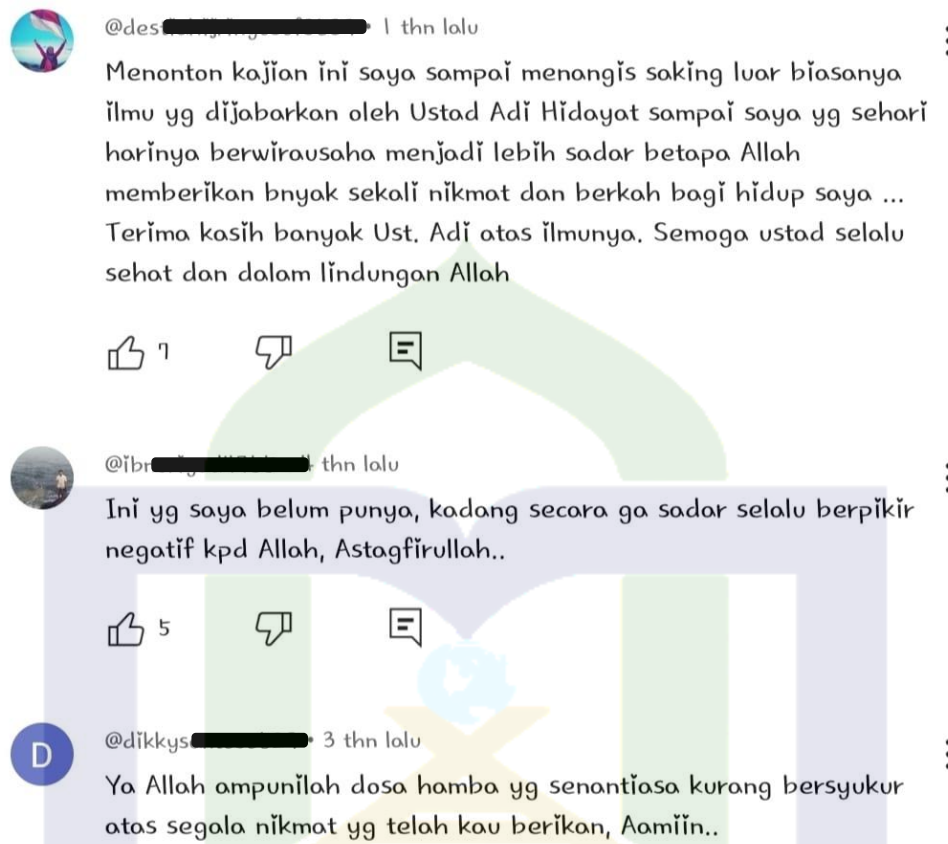 @des • 1 thn lalu
Menonton kajian ini saya sampai menangis saking luar biasanya
ilmu yg dijabarkan oleh Ustad Adi Hidayat sampai saya yg sehari
harinya berwirausaha menjadi lebih sadar betapa Allah
memberikan bnyak sekali nikmat dan berkah bagi hidup saya ...
Terima kasih banyak Ust. Adi atas ilmunya. Semoga ustad selalu
sehat dan dalam lindungan Allah
7
@ibr thn lalu
Ini yg saya belum punya, kadang secara ga sadar selalu berpikir
negatif kpd Allah, Astagfirullah..
5
D
@dikkys • 3 thn lalu
Ya Allah ampunilah dosa hamba yg senantiasa kurang bersyukur
atas segala nikmat yg telah kau berikan, Aamiin..